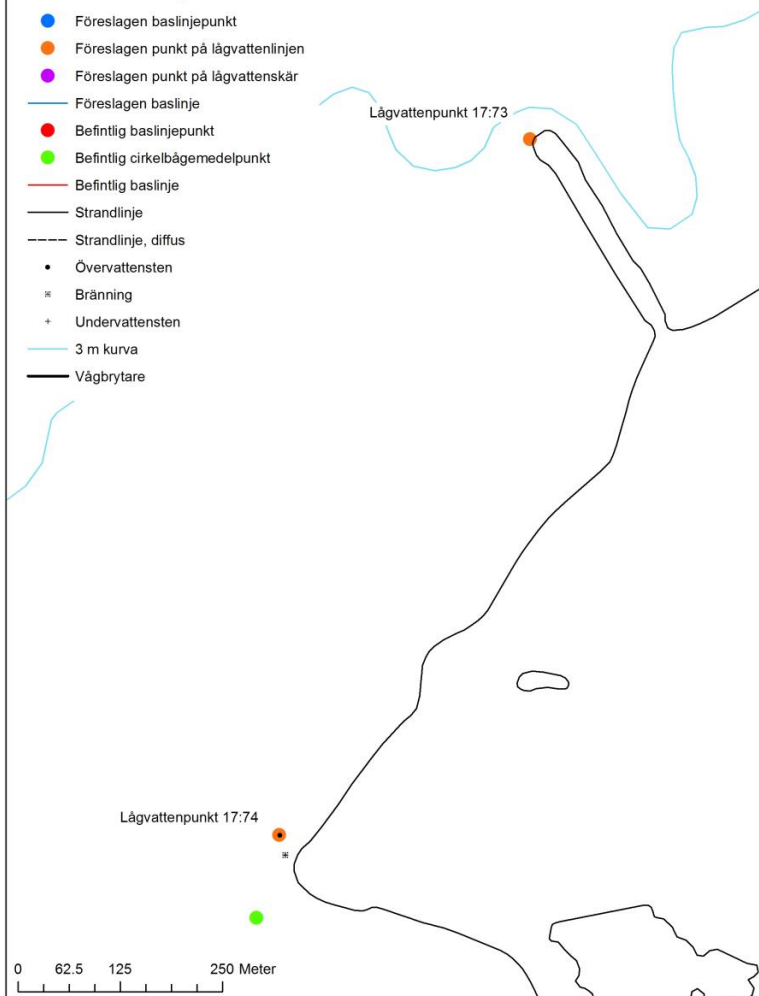 Föreslagen baslinjepunkt
Föreslagen punkt på lågvattenlinjen
Föreslagen punkt på lågvattenskär
Föreslagen baslinje
Befintlig baslinjepunkt
Befintlig cirkelbågemedelpunkt
Befintlig baslinje
Strandlinje
Strandlinje, diffus
Övervattensten
Bränning
Undervattensten
3 m kurva
Vågbrytare
Lågvattenpunkt 17:73
Lågvattenpunkt 17:74
0 62.5 125 250 Meter